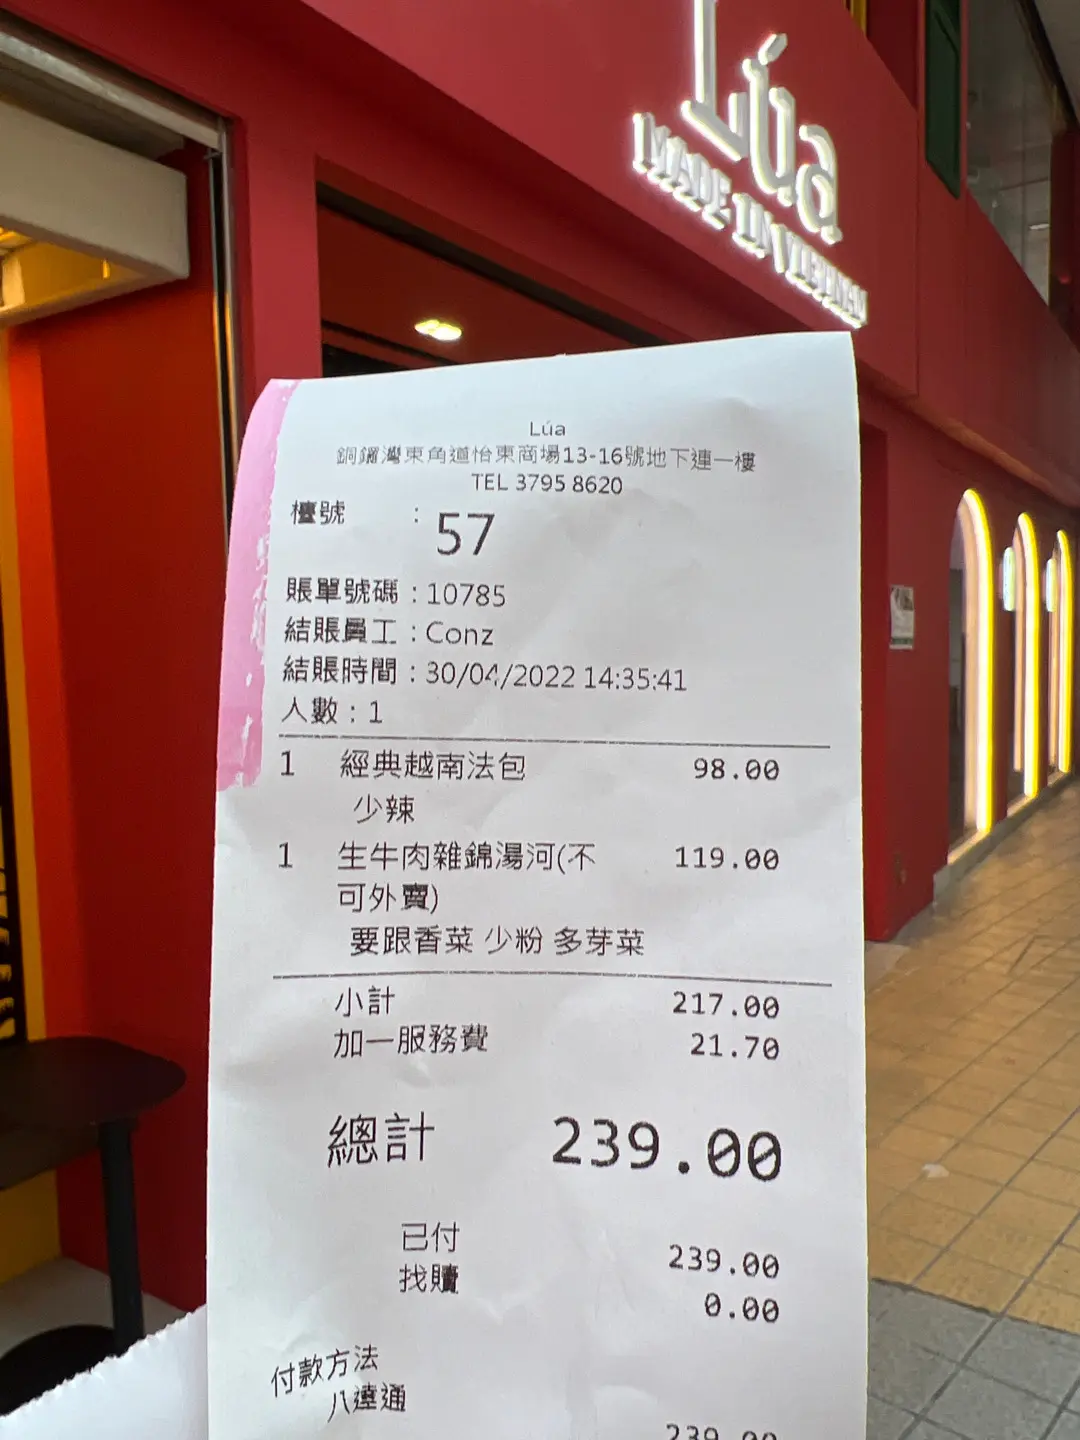 Lúa
MADE IN VIETNAM
Lúa
銅鑼灣東角道怡東商場13-16號地下連一樓
TEL 3795 8620
檯號 : 57
賬單號碼 : 10785
結賬員工 : Conz
結賬時間 : 30/04/2022 14:35:41
人數 : 1
1 經典越南法包 98.00
少辣
1 生牛肉雜錦湯河(不 119.00
可外賣)
要跟香菜 少粉 多芽菜
小計 217.00
加一服務費 21.70
總計 239.00
已付 239.00
找贖 0.00
付款方法
八達通
239.00